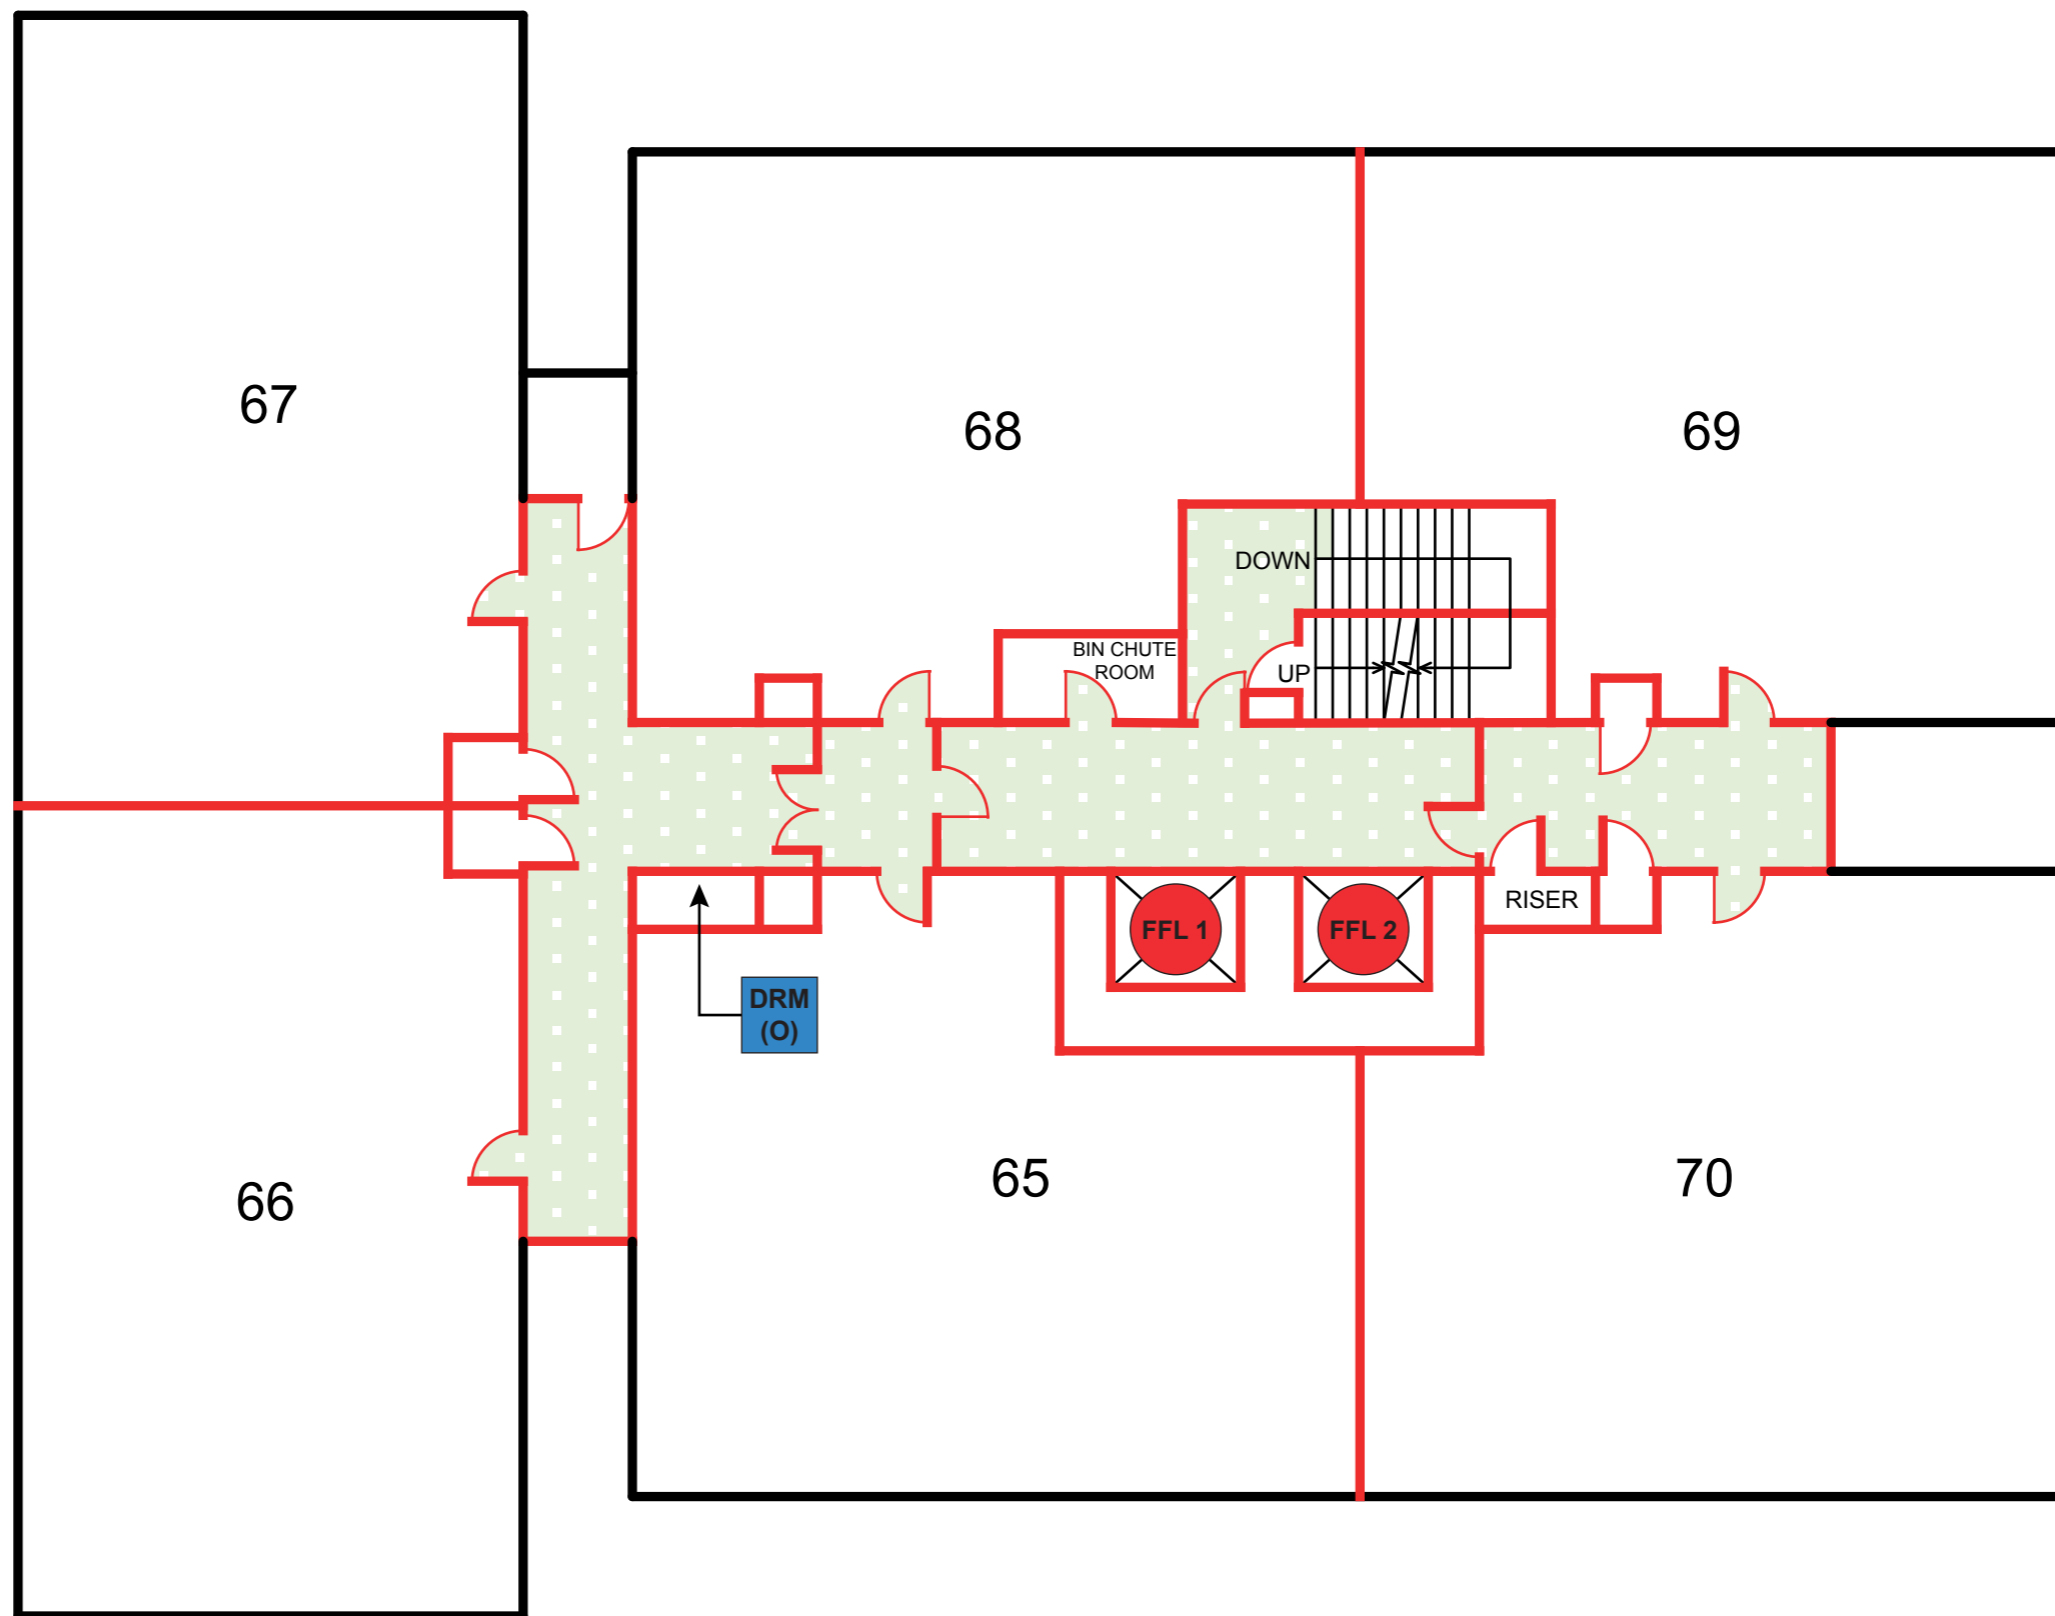 67
68
69
DOWN
BIN CHUTE
ROOM
UP
RISER
FFL 1
FFL 2
DRM
(O)
66
65
70